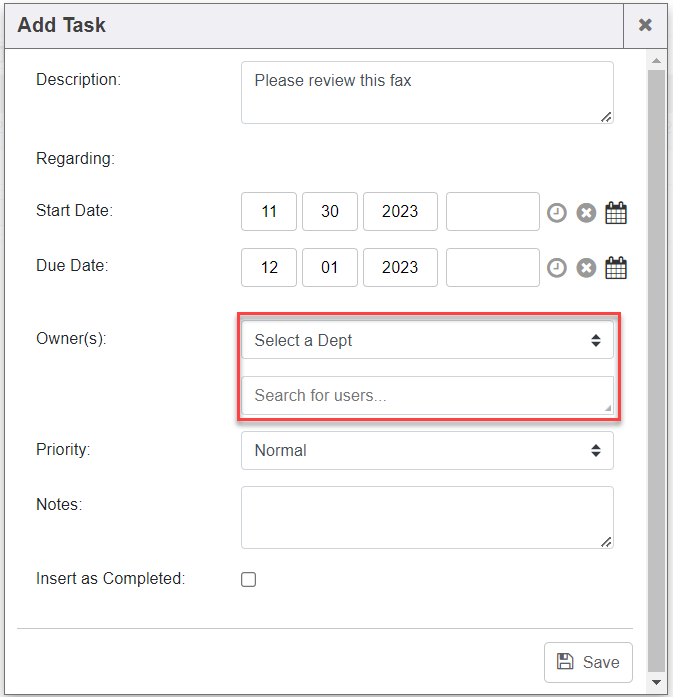 Add Task
Description: Please review this fax
Regarding:
Start Date: 11 30 2023
Due Date: 12 01 2023
Owner(s): Select a Dept
Search for users...
Priority: Normal
Notes:
Insert as Completed:
Save